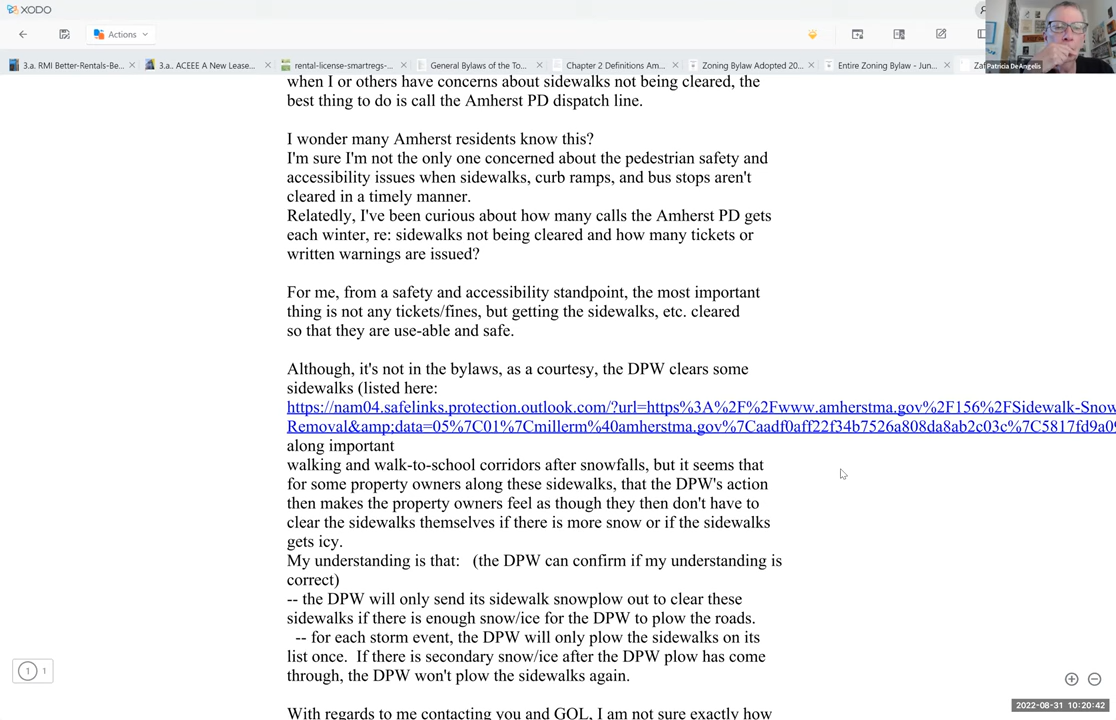 XODO
Actions
3.a. RMI Better-Rentals-Be...
3.a.. ACEEE A New Lease...
rental-license-smartregs-...
General Bylaws of the To...
Chapter 2 Definitions Am...
Zoning Bylaw Adopted 20...
Entire Zoning Bylaw - Jun...
Patricia DeAngelis
when I or others have concerns about sidewalks not being cleared, the
best thing to do is call the Amherst PD dispatch line.
I wonder many Amherst residents know this?
I'm sure I'm not the only one concerned about the pedestrian safety and
accessibility issues when sidewalks, curb ramps, and bus stops aren't
cleared in a timely manner.
Relatedly, I've been curious about how many calls the Amherst PD gets
each winter, re: sidewalks not being cleared and how many tickets or
written warnings are issued?
For me, from a safety and accessibility standpoint, the most important
thing is not any tickets/fines, but getting the sidewalks, etc. cleared
so that they are use-able and safe.
Although, it's not in the bylaws, as a courtesy, the DPW clears some
sidewalks (listed here:
https://nam04.safelinks.protection.outlook.com/?url=https%3A%2F%2Fwww.amherstma.gov%2F156%2FSidewalk-Snow
Removal&amp;data=05%7C01%7Cmillerm%40amherstma.gov%7Caadf0aff22f34b7526a808da8ab2c03c%7C5817fd9a09
along important
walking and walk-to-school corridors after snowfalls, but it seems that
for some property owners along these sidewalks, that the DPW's action
then makes the property owners feel as though they then don't have to
clear the sidewalks themselves if there is more snow or if the sidewalks
gets icy.
My understanding is that: (the DPW can confirm if my understanding is
correct)
-- the DPW will only send its sidewalk snowplow out to clear these
sidewalks if there is enough snow/ice for the DPW to plow the roads.
-- for each storm event, the DPW will only plow the sidewalks on its
list once. If there is secondary snow/ice after the DPW plow has come
through, the DPW won't plow the sidewalks again.
With regards to me contacting you and GOL, I am not sure exactly how
1 1
2022-08-31 10:20:42